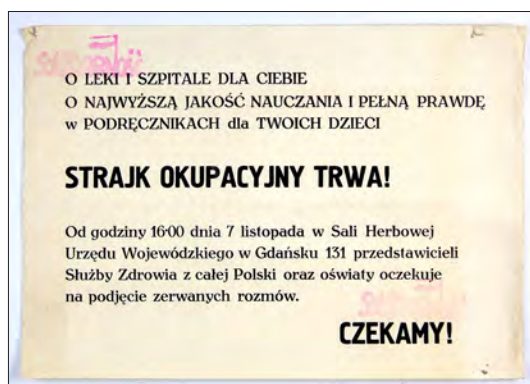 O LEKI I SZPITALE DLA CIEBIE
O NAJWYŻSZĄ JAKOŚĆ NAUCZANIA I PEŁNĄ PRAWDĘ
w PODRĘCZNIKACH dla TWOICH DZIECI
STRAJK OKUPACYJNY TRWA!
Od godziny 16·00 dnia 7 listopada w Sali Herbowej
Urzędu Wojewódzkiego w Gdańsku 131 przedstawicieli
Służby Zdrowia z całej Polski oraz oświaty oczekuje
na podjęcie zerwanych rozmów.
CZEKAMY!